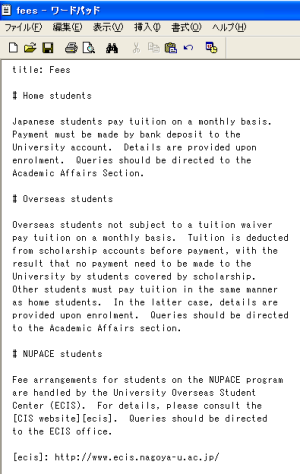 fees - ワードパッド
ファイル(F) 編集(E) 表示(V) 挿入(I) 書式(O) ヘルプ(H)
title: Fees
# Home students
Japanese students pay tuition on a monthly basis.
Payment must be made by bank deposit to the
University account.  Details are provided upon
enrolment.  Queries should be directed to the
Academic Affairs Section.
# Overseas students
Overseas students not subject to a tuition waiver
pay tuition on a monthly basis.  Tuition is deducted
from scholarship accounts before payment, with the
result that no payment need to be made to the
University by students covered by scholarship.
Other students must pay tuition in the same manner
as home students.  In the latter case, details are
provided upon enrolment.  Queries should be directed
to the Academic Affairs section.
# NUPACE students
Fee arrangements for students on the NUPACE program
are handled by the University Overseas Student
Center (ECIS).  For details, please consult the
[CIS website][ecis].  Queries should be directed
to the ECIS office.
[ecis]: http://www.ecis.nagoya-u.ac.jp/